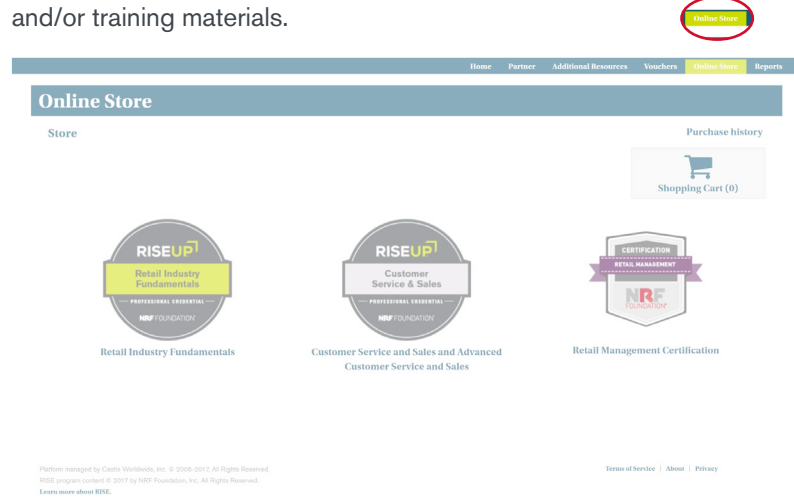 and/or training materials.
Online Store
Home Partner Additional Resources Vouchers Online Store Reports
Online Store
Store
Purchase history
Shopping Cart (0)
RISEUP
Retail Industry
Fundamentals
PROFESSIONAL CREDENTIAL
NRF FOUNDATION
Retail Industry Fundamentals
RISEUP
Customer
Service & Sales
PROFESSIONAL CREDENTIAL
NRF FOUNDATION
Customer Service and Sales and Advanced
Customer Service and Sales
CERTIFICATION
RETAIL MANAGEMENT
NRF
FOUNDATION
Retail Management Certification
Platform managed by Castle Worldwide, Inc. © 2008-2017, All Rights Reserved.
RISE program content © 2017 by NRF Foundation, Inc, All Rights Reserved.
Learn more about RISE.
Terms of Service | About | Privacy